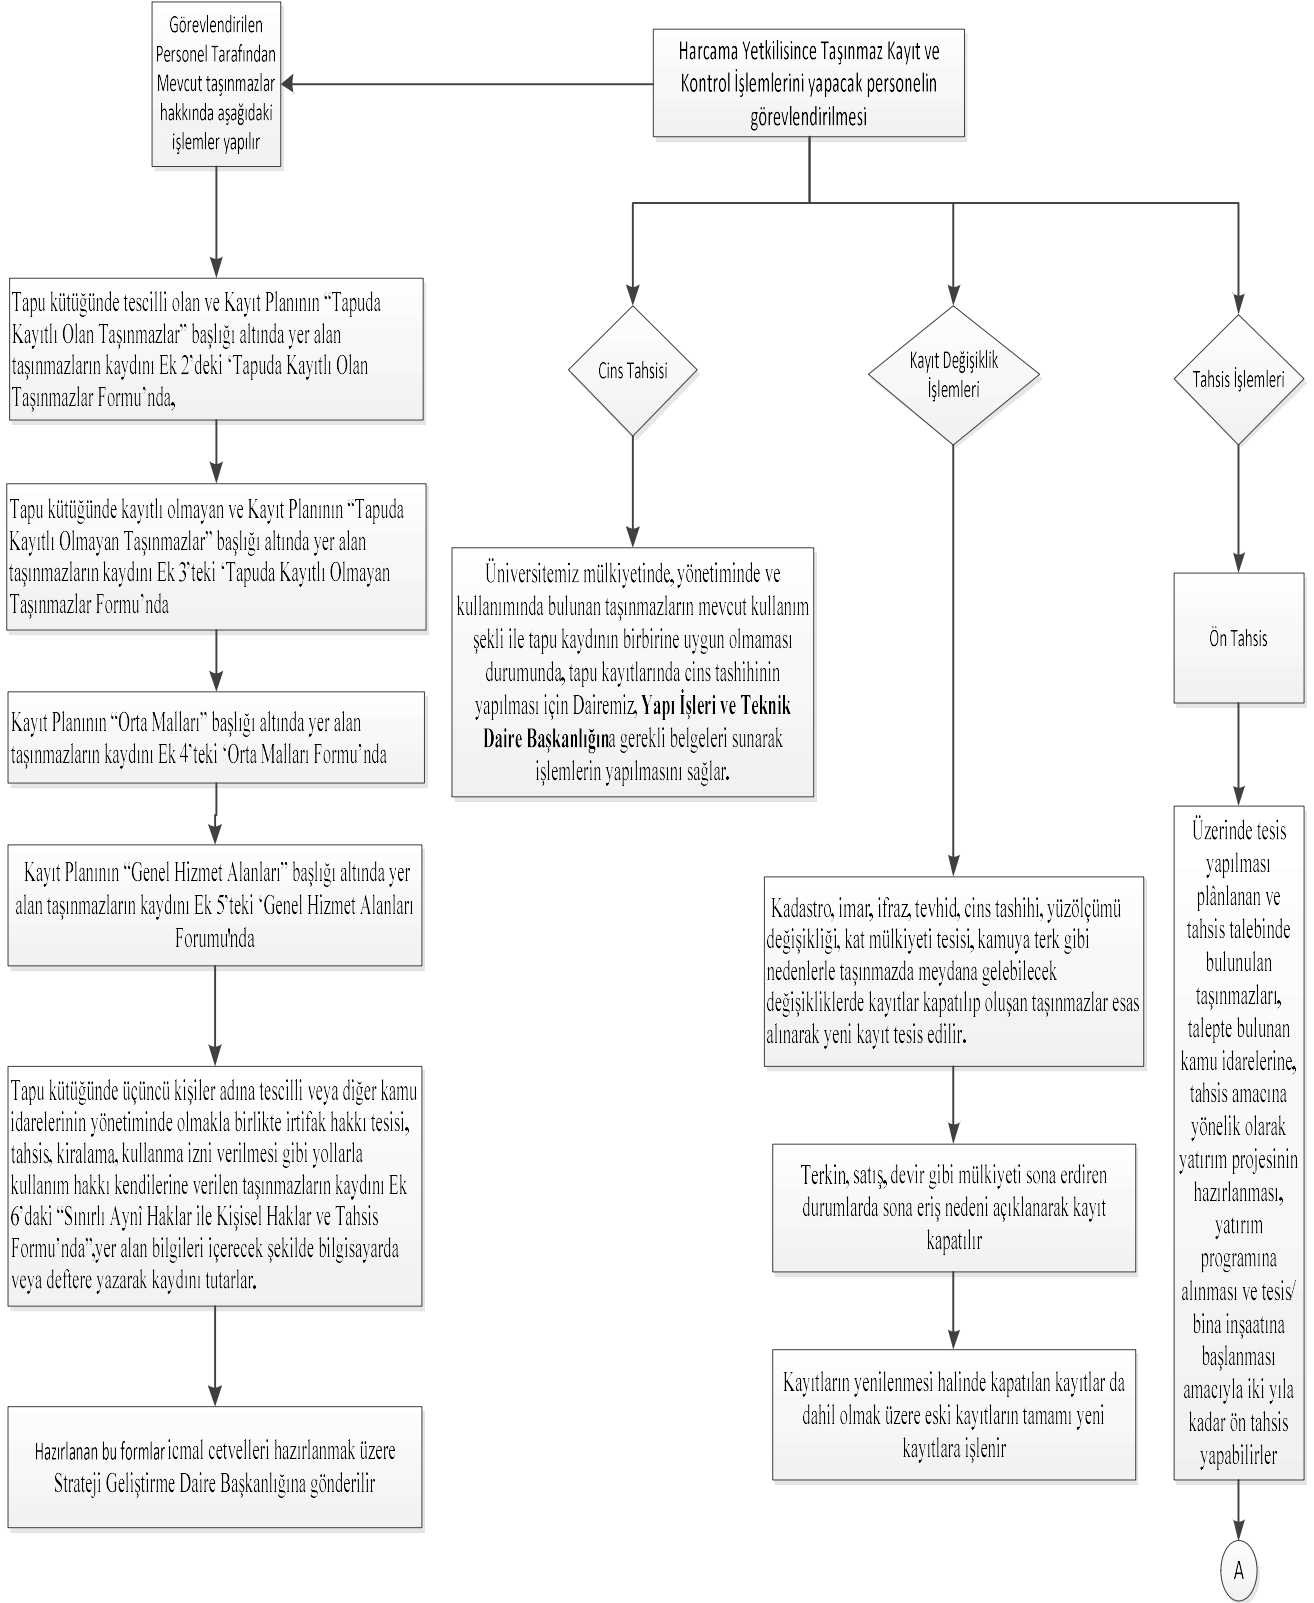 Görevlendirilen
Personel Tarafından
Mevcut taşınmazlar
hakkında aşağıdaki
işlemler yapılır
Harcama Yetkilisince Taşınmaz Kayıt ve
Kontrol İşlemlerini yapacak personelin
görevlendirilmesi
Tapu kütüğünde tescilli olan ve Kayıt Planının “Tapuda
Kayıtlı Olan Taşınmazlar” başlığı altında yer alan
taşınmazların kaydını Ek 2’deki ‘Tapuda Kayıtlı Olan
Taşınmazlar Formu’nda,
Tapu kütüğünde kayıtlı olmayan ve Kayıt Planının “Tapuda
Kayıtlı Olmayan Taşınmazlar” başlığı altında yer alan
taşınmazların kaydını Ek 3’teki ‘Tapuda Kayıtlı Olmayan
Taşınmazlar Formu’nda
Kayıt Planının “Orta Malları” başlığı altında yer alan
taşınmazların kaydını Ek 4’teki ‘Orta Malları Formu’nda
Kayıt Planının “Genel Hizmet Alanları” başlığı altında yer
alan taşınmazların kaydını Ek 5’teki ‘Genel Hizmet Alanları
Forumu'nda
Tapu kütüğünde üçüncü kişiler adına tescilli veya diğer kamu
idarelerinin yönetiminde olmakla birlikte irtifak hakkı tesisi,
tahsis, kiralama, kullanma izni verilmesi gibi yollarla
kullanım hakkı kendilerine verilen taşınmazların kaydını Ek
6’daki “Sınırlı Aynî Haklar ile Kişisel Haklar ve Tahsis
Formu’nda”,yer alan bilgileri içerecek şekilde bilgisayarda
veya deftere yazarak kaydını tutarlar.
Hazırlanan bu formlar icmal cetvelleri hazırlanmak üzere
Strateji Geliştirme Daire Başkanlığına gönderilir
Cins Tahsisi
Üniversitemiz mülkiyetinde, yönetiminde ve
kullanımında bulunan taşınmazların mevcut kullanım
şekli ile tapu kaydının birbirine uygun olmaması
durumunda, tapu kayıtlarında cins tashihinin
yapılması için Dairemiz, Yapı İşleri ve Teknik
Daire Başkanlığına gerekli belgeleri sunarak
işlemlerin yapılmasını sağlar.
Kayıt Değişiklik
İşlemleri
Kadastro, imar, ifraz, tevhid, cins tashihi, yüzölçümü
değişikliği, kat mülkiyeti tesisi, kamuya terk gibi
nedenlerle taşınmazda meydana gelebilecek
değişikliklerde kayıtlar kapatılıp oluşan taşınmazlar esas
alınarak yeni kayıt tesis edilir.
Terkin, satış, devir gibi mülkiyeti sona erdiren
durumlarda sona eriş nedeni açıklanarak kayıt
kapatılır
Kayıtların yenilenmesi halinde kapatılan kayıtlar da
dahil olmak üzere eski kayıtların tamamı yeni
kayıtlara işlenir
Tahsis İşlemleri
Ön Tahsis
Üzerinde tesis
yapılması
plânlanan ve
tahsis talebinde
bulunulan
taşınmazları,
talepte bulunan
kamu idarelerine,
tahsis amacına
yönelik olarak
yatırım projesinin
hazırlanması,
yatırım
programına
alınması ve tesis/
bina inşaatına
başlanması
amacıyla iki yıla
kadar ön tahsis
yapabilirler
A